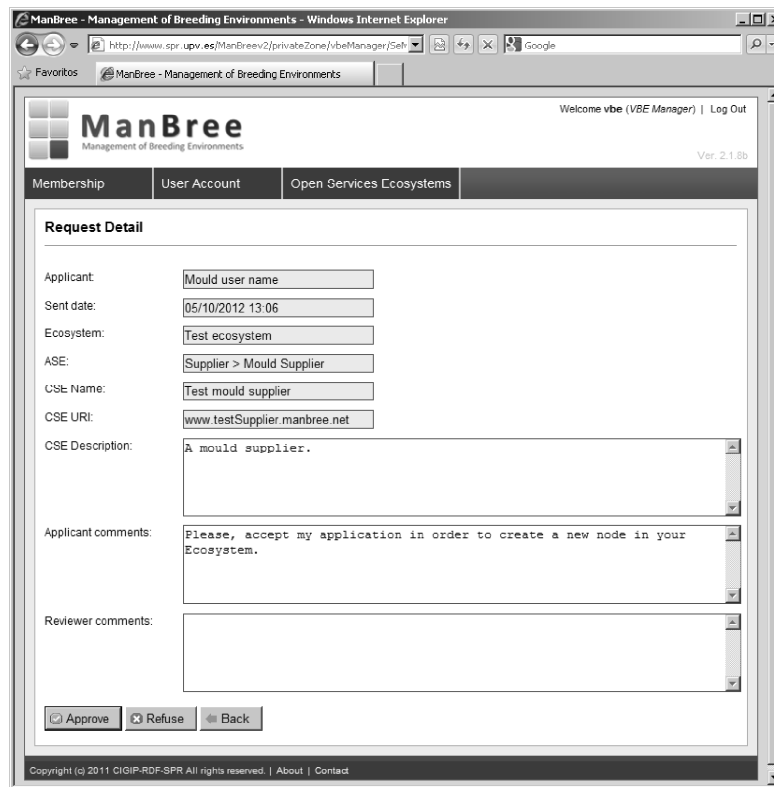 ManBree - Management of Breeding Environments - Windows Internet Explorer
http://www.spr.upv.es/ManBreev2/privateZone/vbeManager/Self
Google
Favoritos
ManBree - Management of Breeding Environments
ManBree
Management of Breeding Environments
Welcome vbe (VBE Manager) | Log Out
Ver. 2.1.8b
Membership
User Account
Open Services Ecosystems
Request Detail
Applicant: Mould user name
Sent date: 05/10/2012 13:06
Ecosystem: Test ecosystem
ASE: Supplier > Mould Supplier
CSE Name: Test mould supplier
CSE URI: www.testSupplier.manbree.net
CSE Description: A mould supplier.
Applicant comments: Please, accept my application in order to create a new node in your
Ecosystem.
Reviewer comments:
Approve
Refuse
Back
Copyright (c) 2011 CIGIP-RDF-SPR All rights reserved. | About | Contact